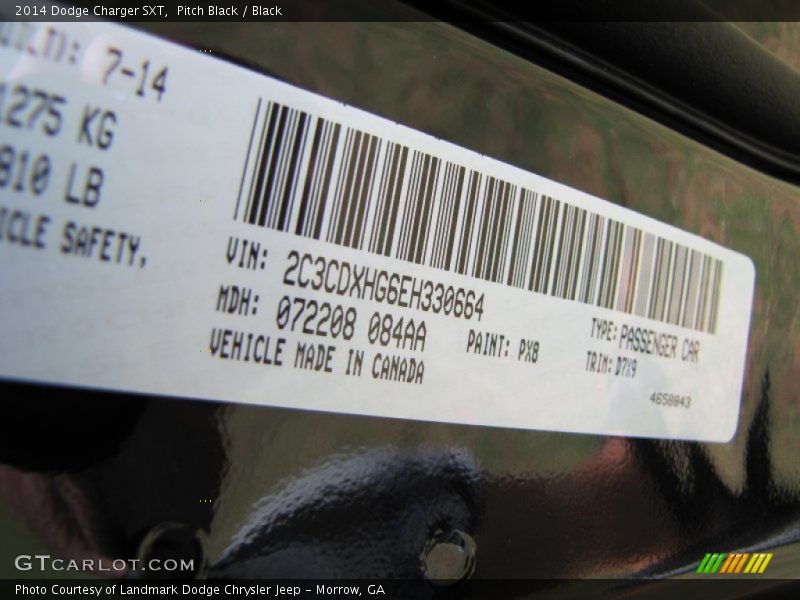 2014 Dodge Charger SXT, Pitch Black / Black
7-14
1275 KG
810 LB
SAFETY.
VIN: 2C3CDXHG6EH330664
MDH: 072208 084AA
PAINT: PX8
TYPE: PASSENGER CAR
TRIM: D7X9
VEHICLE MADE IN CANADA
4658843
GTCARLOT.COM
Photo Courtesy of Landmark Dodge Chrysler Jeep - Morrow, GA